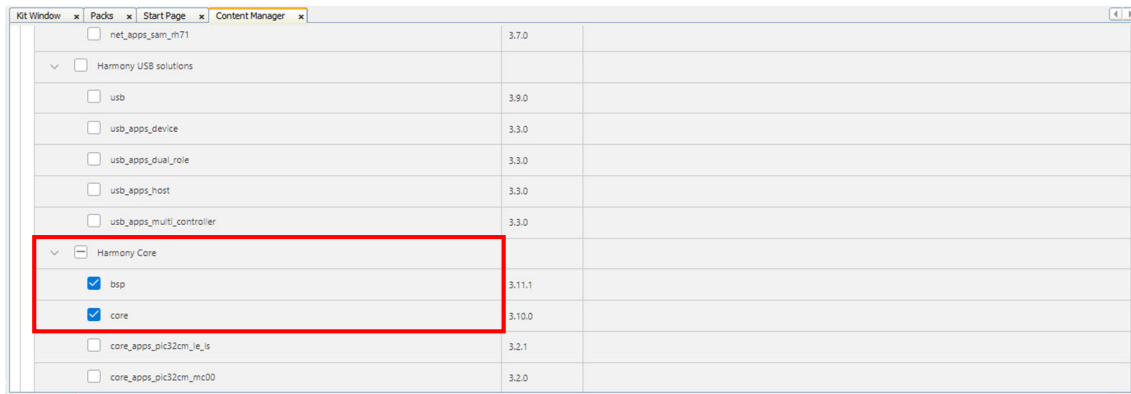 Kit Window x Packs x Start Page x Content Manager x
net_apps_sam_rh71 3.7.0
Harmony USB solutions
usb 3.9.0
usb_apps_device 3.3.0
usb_apps_dual_role 3.3.0
usb_apps_host 3.3.0
usb_apps_multi_controller 3.3.0
Harmony Core
bsp 3.11.1
core 3.10.0
core_apps_pic32cm_le_ls 3.2.1
core_apps_pic32cm_mc00 3.2.0